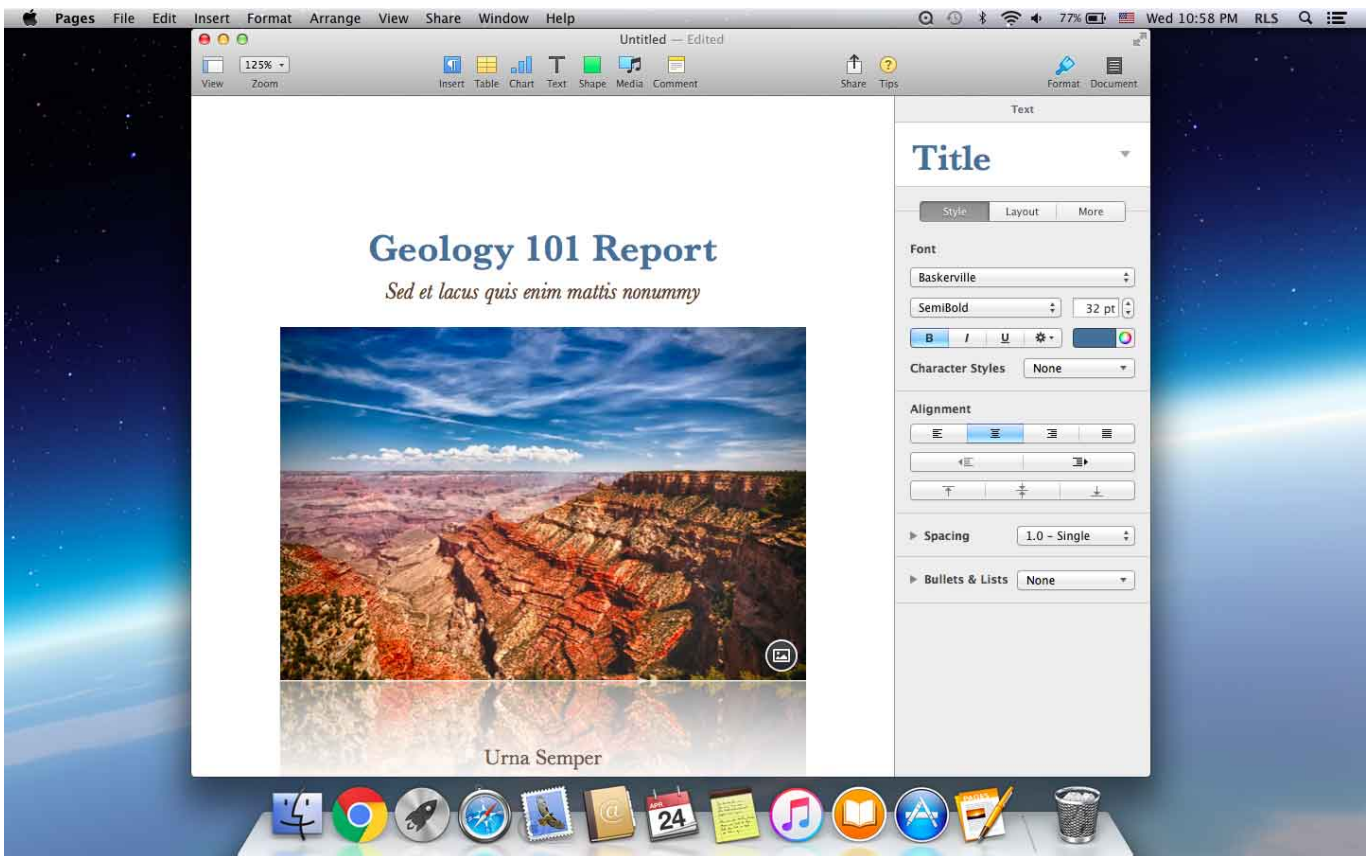 Pages File Edit Insert Format Arrange View Share Window Help 77% Wed 10:58 PM RLS
Untitled — Edited
125%
View Zoom Insert Table Chart Text Shape Media Comment Share Tips Format Document
Text
Title
Style Layout More
Geology 101 Report
Sed et lacus quis enim mattis nonummy
Urna Semper
Font
Baskerville
SemiBold 32 pt
B I U
Character Styles None
Alignment
Spacing 1.0 – Single
Bullets & Lists None
APR
24
PAGES